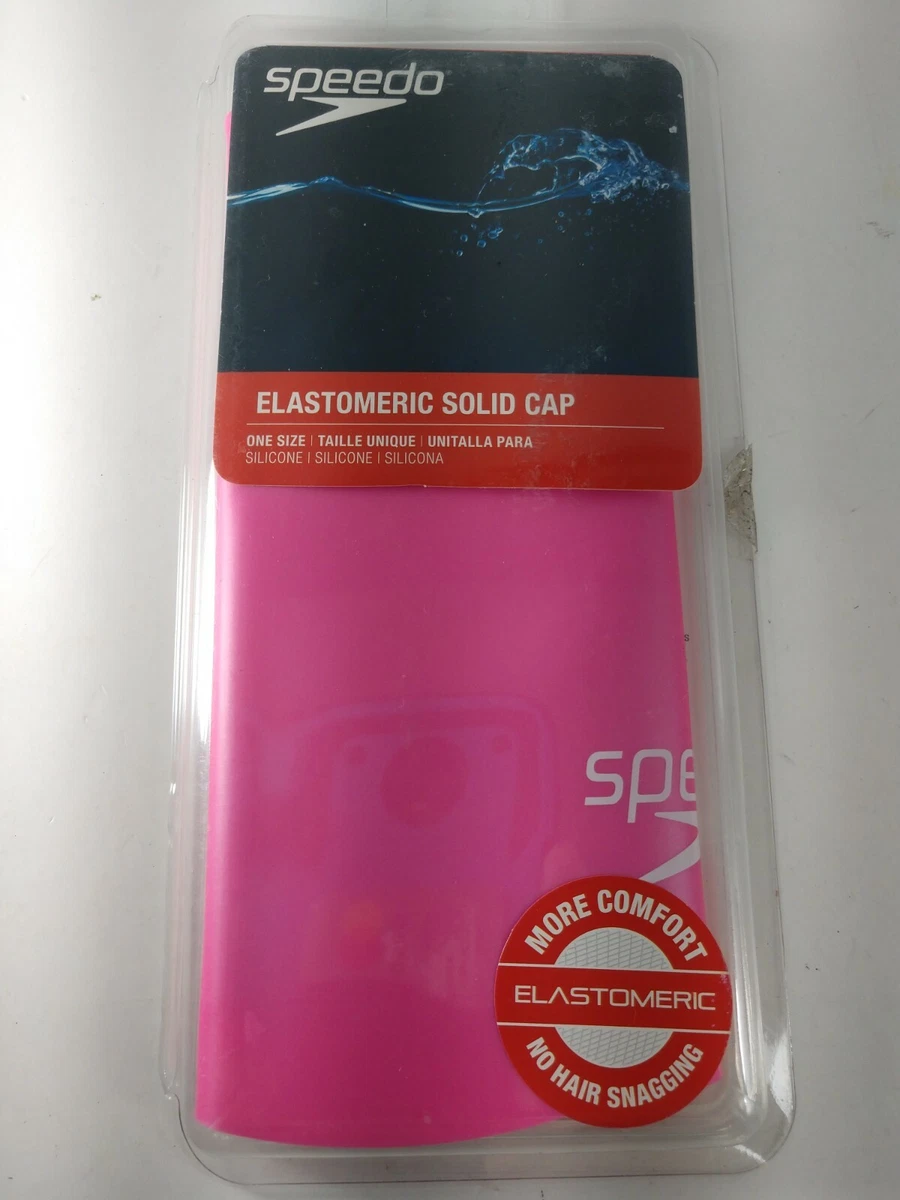 speedo
ELASTOMERIC SOLID CAP
ONE SIZE | TAILLE UNIQUE | UNITALLA PARA
SILICONE | SILICONE | SILICONA
s
spe
MORE COMFORT
ELASTOMERIC
NO HAIR SNAGGING